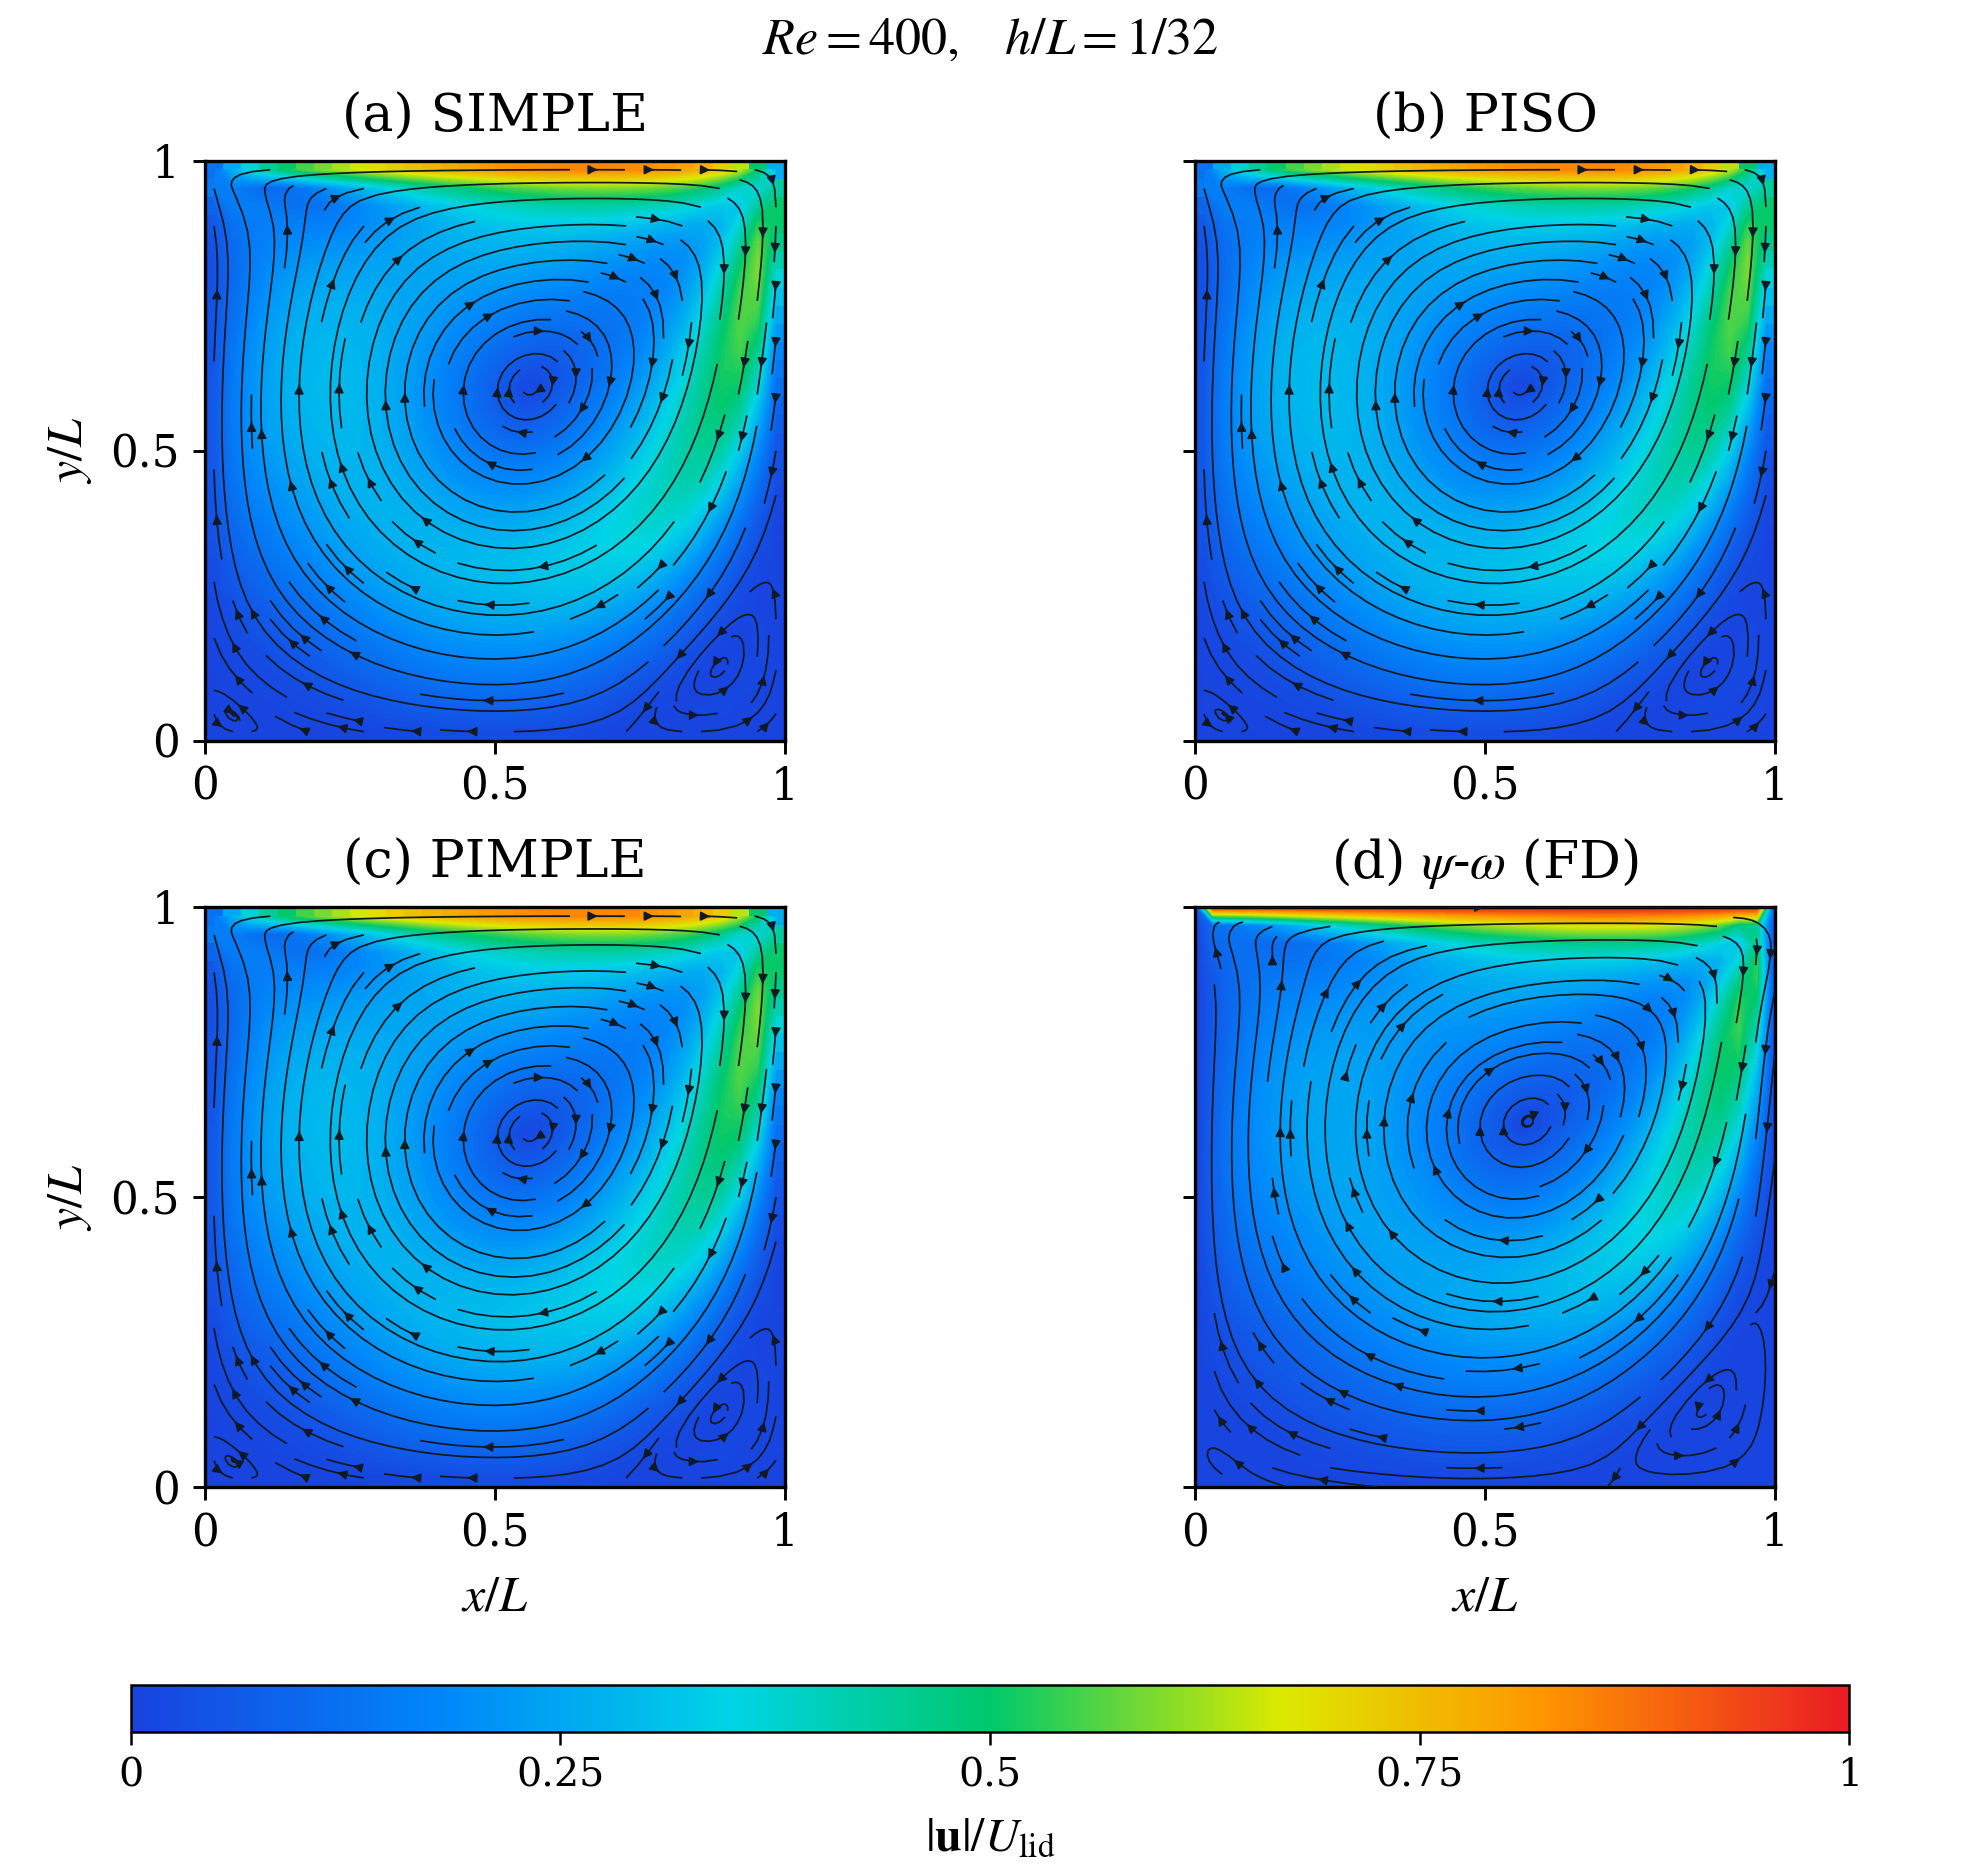 Re = 400, h/L = 1/32
(a) SIMPLE
(b) PISO
1
0.5
0
y/L
0
0.5
1
0
0.5
1
(c) PIMPLE
(d) ψ-ω (FD)
1
0.5
0
y/L
0
0.5
1
0
0.5
1
x/L
x/L
0
0.25
0.5
0.75
1
|u|/U_lid